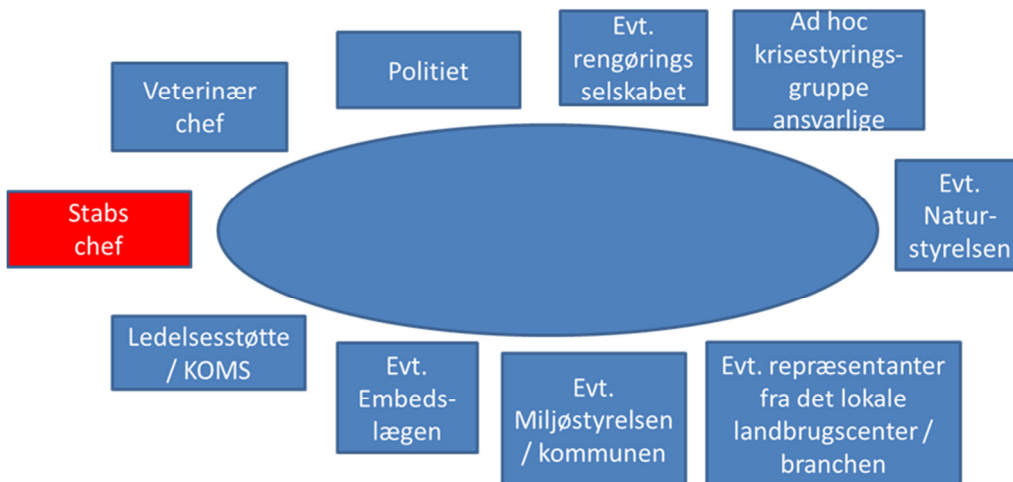 Veterinær
chef
Politiet
Evt.
rengørings
selskabet
Ad hoc
krisestyrings-
gruppe
ansvarlige
Stabs
chef
Evt.
Natur-
styrelsen
Ledelsesstøtte
/ KOMS
Evt.
Embeds-
lægen
Evt.
Miljøstyrelsen
/ kommunen
Evt. repræsentanter
fra det lokale
landbrugscenter /
branchen